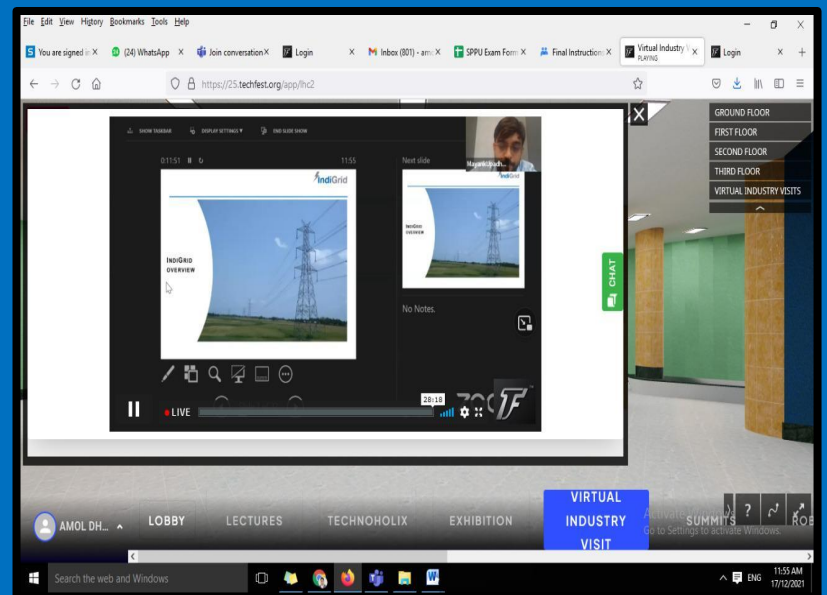 File Edit View History Bookmarks Tools Help
You are signed in
(24) WhatsApp
Join conversation
Login
Inbox (801) - amo
SPPU Exam Form
Final Instructions
Virtual Industry V
PLAYING
Login
https://25.techfest.org/app/lhc2
GROUND FLOOR
FIRST FLOOR
SECOND FLOOR
THIRD FLOOR
VIRTUAL INDUSTRY VISITS
X
SHOW TASKBAR DISPLAY SETTINGS END SLIDE SHOW
0:11:51 11:55 Next slide
IndiGrid
INDIGRID
OVERVIEW
IndiGrid
INDIGRID
OVERVIEW
No Notes.
CHAT
28:18
LIVE
AMOL DH...
LOBBY
LECTURES
TECHNOHOLIX
EXHIBITION
VIRTUAL
INDUSTRY
VISIT
SUMMITS
?
Go to Settings to activate Windows.
Search the web and Windows
ENG
11:55 AM
17/12/2021